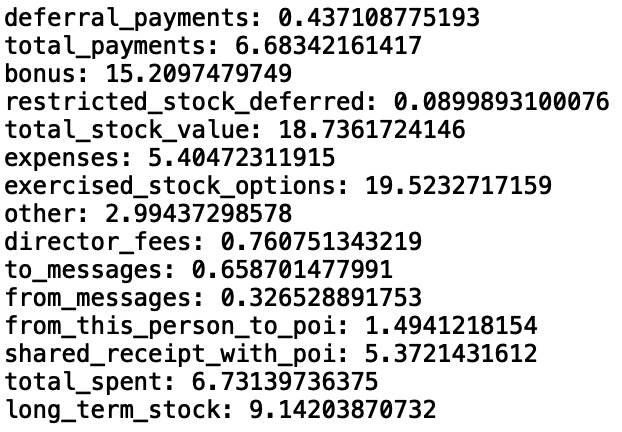 deferral_payments: 0.437108775193
total_payments: 6.68342161417
bonus: 15.2097479749
restricted_stock_deferred: 0.0899893100076
total_stock_value: 18.7361724146
expenses: 5.40472311915
exercised_stock_options: 19.5232717159
other: 2.99437298578
director_fees: 0.760751343219
to_messages: 0.658701477991
from_messages: 0.326528891753
from_this_person_to_poi: 1.4941218154
shared_receipt_with_poi: 5.3721431612
total_spent: 6.73139736375
long_term_stock: 9.14203870732